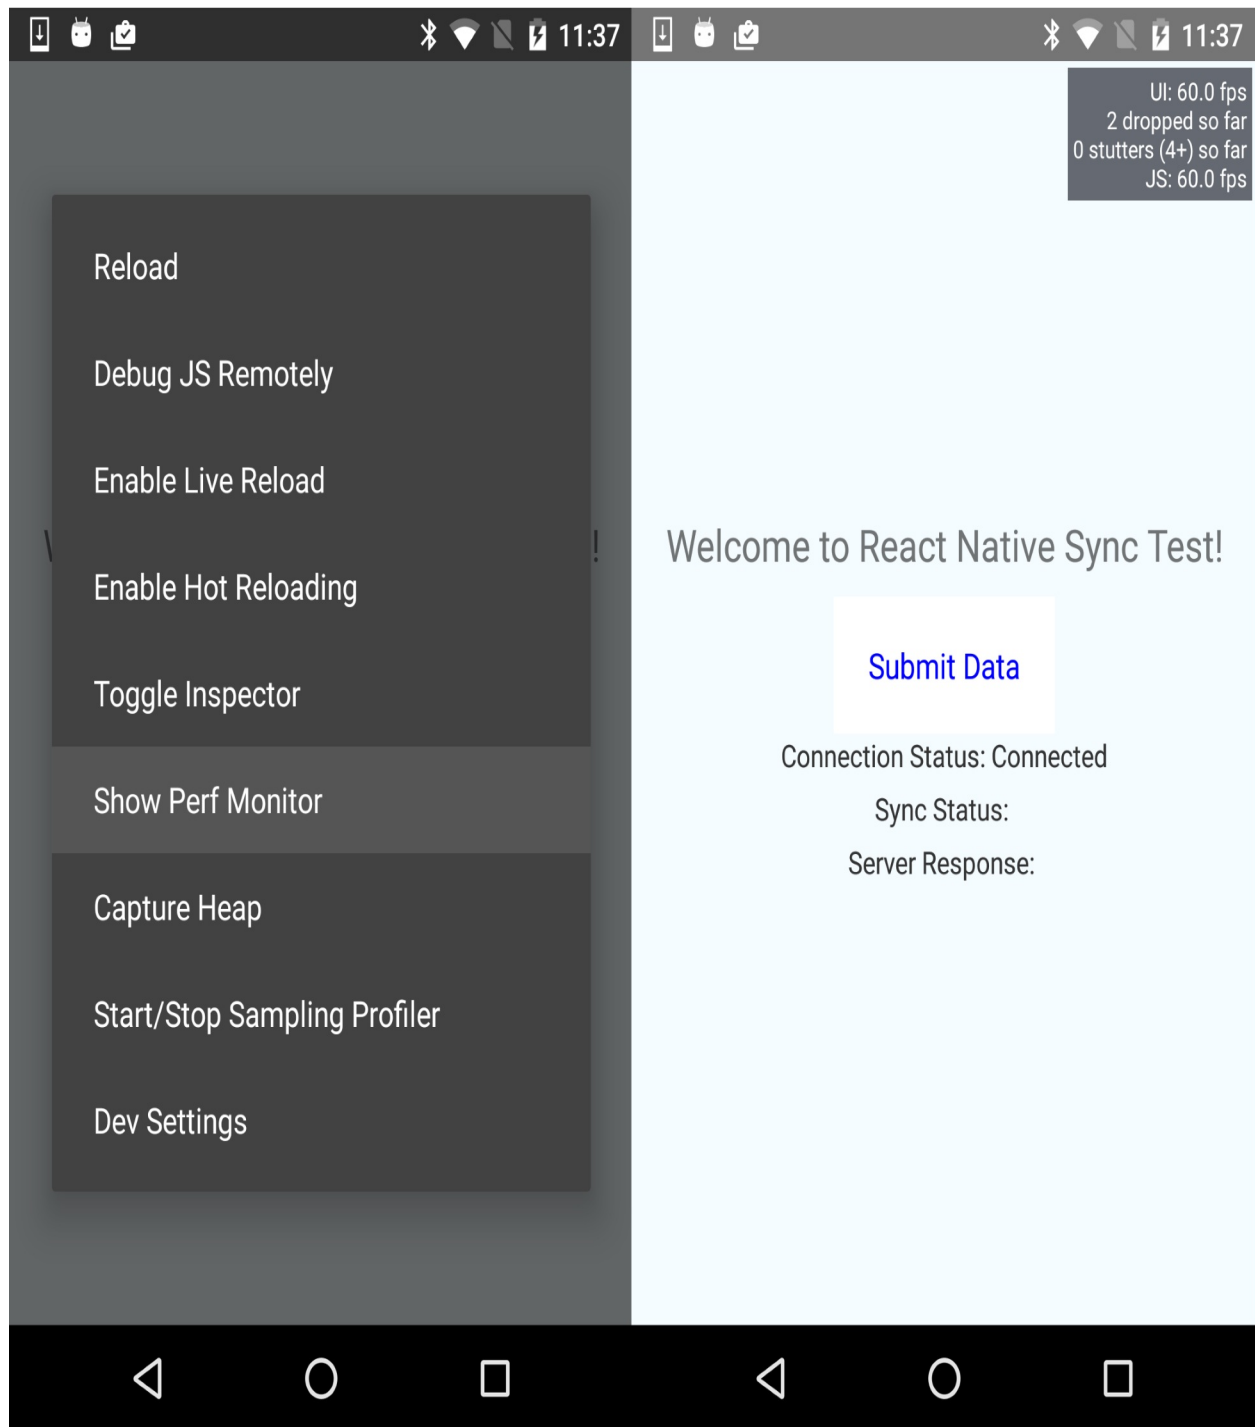 11:37
Reload
Debug JS Remotely
Enable Live Reload
!
Enable Hot Reloading
Toggle Inspector
Show Perf Monitor
Capture Heap
Start/Stop Sampling Profiler
Dev Settings
11:37
UI: 60.0 fps
2 dropped so far
0 stutters (4+) so far
JS: 60.0 fps
Welcome to React Native Sync Test!
Submit Data
Connection Status: Connected
Sync Status:
Server Response: